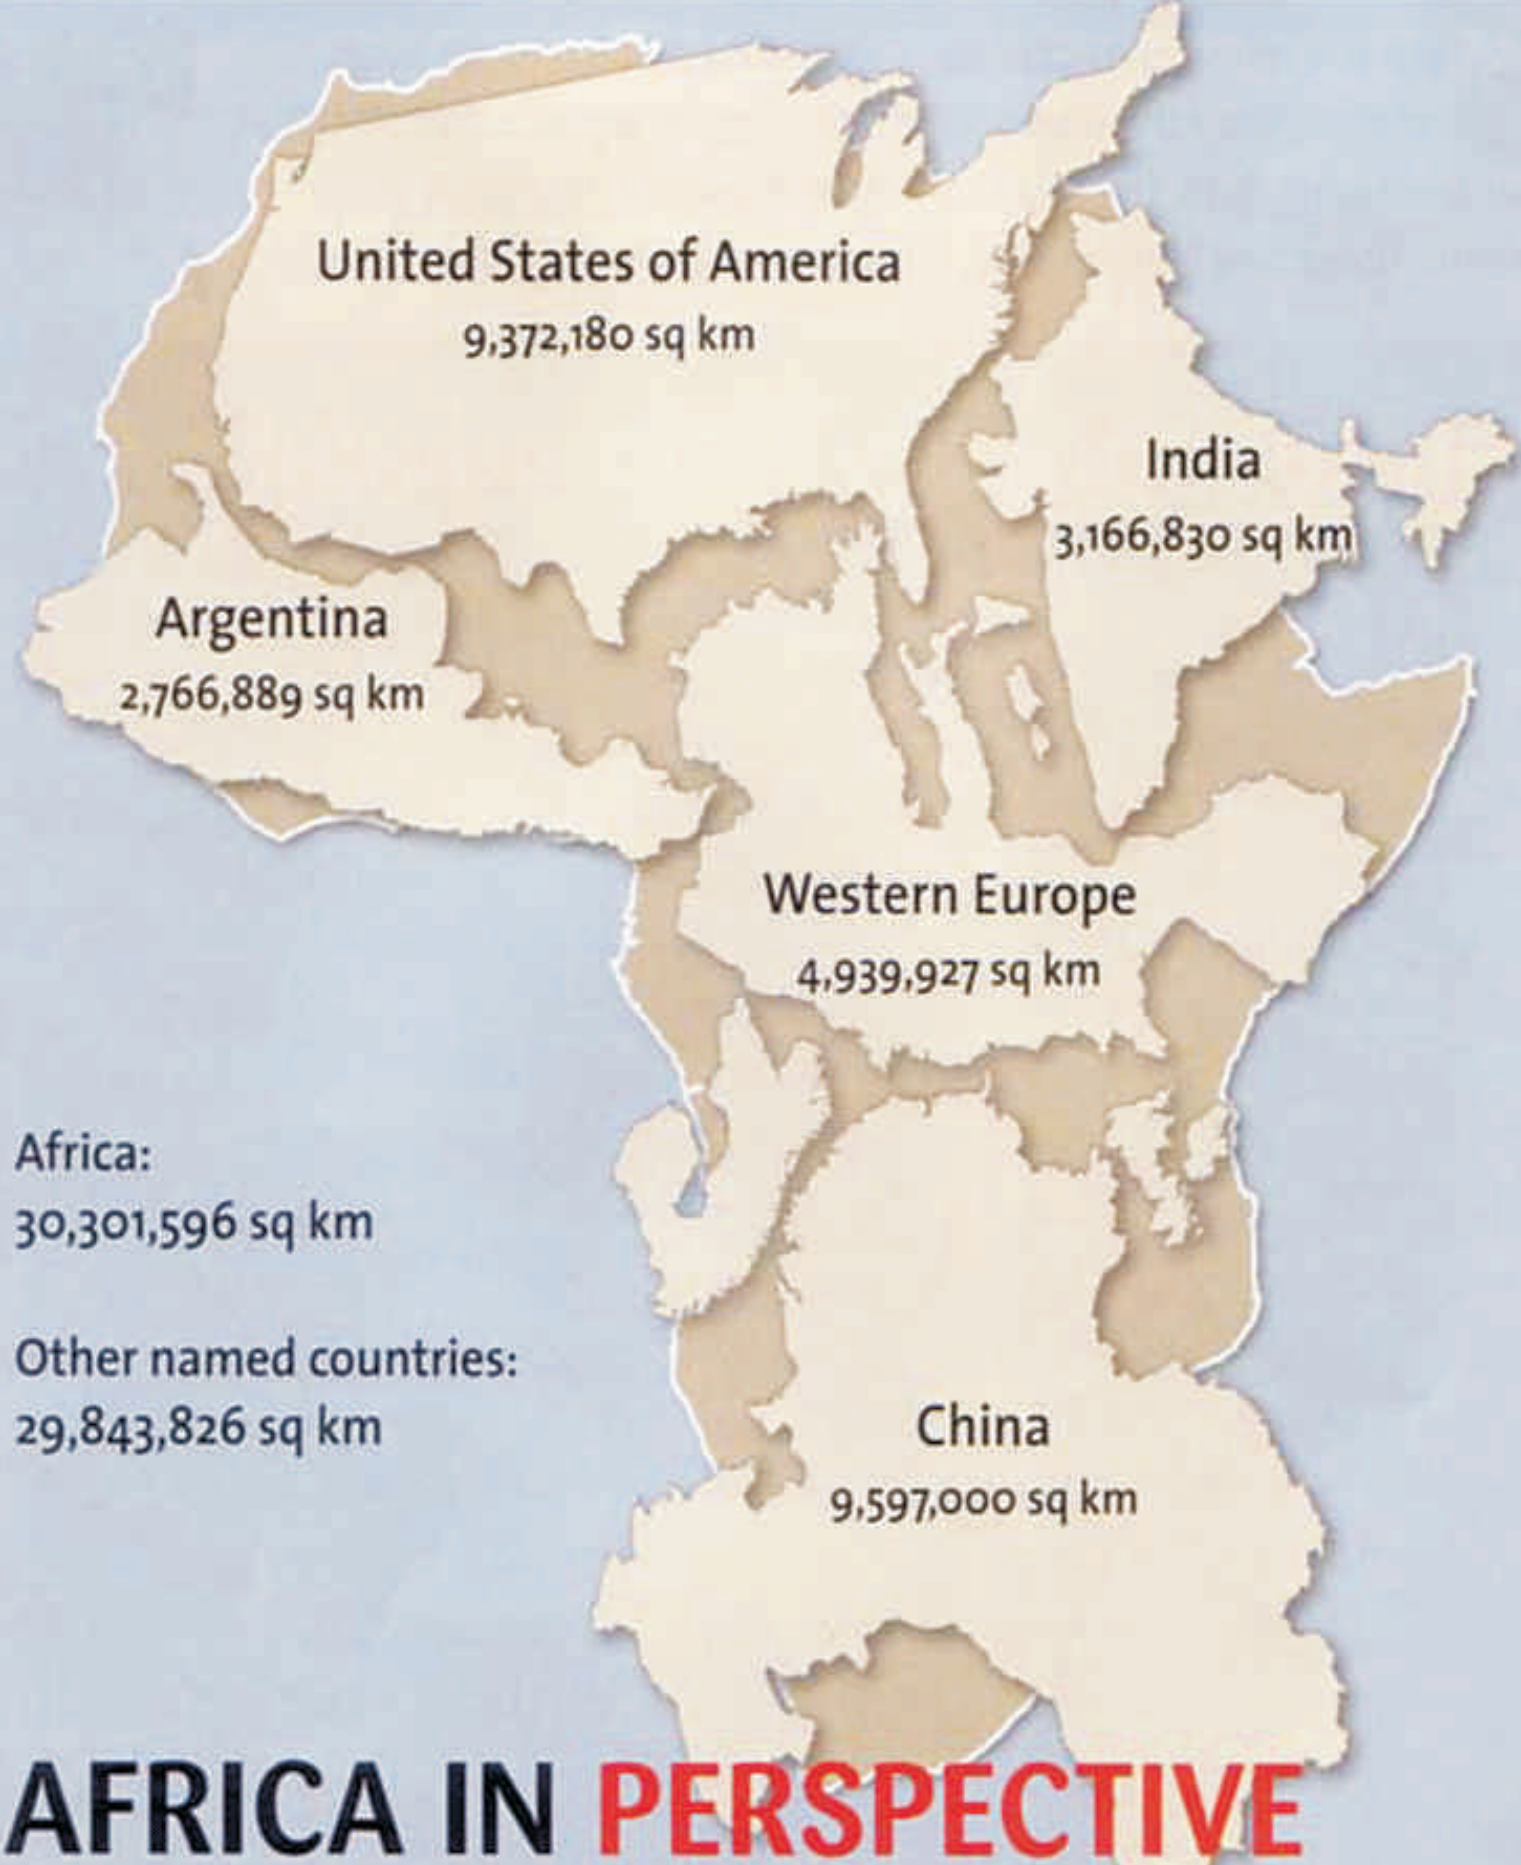 United States of America
9,372,180 sq km
India
3,166,830 sq km
Argentina
2,766,889 sq km
Western Europe
4,939,927 sq km
Africa:
30,301,596 sq km
Other named countries:
29,843,826 sq km
China
9,597,000 sq km
AFRICA IN PERSPECTIVE